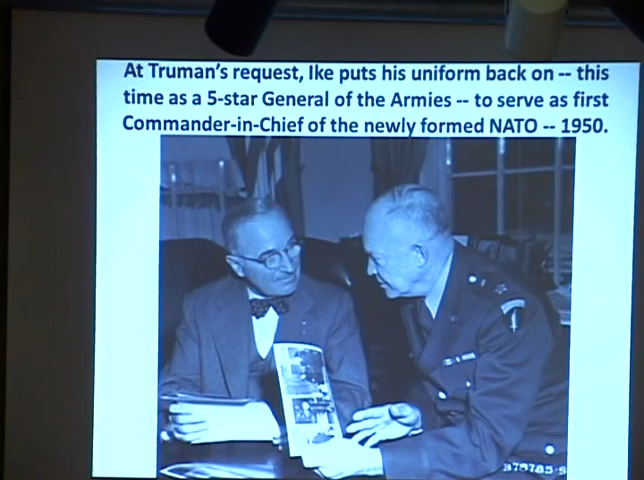 At Truman's request, Ike puts his uniform back on -- this
time as a 5-star General of the Armies -- to serve as first
Commander-in-Chief of the newly formed NATO -- 1950.